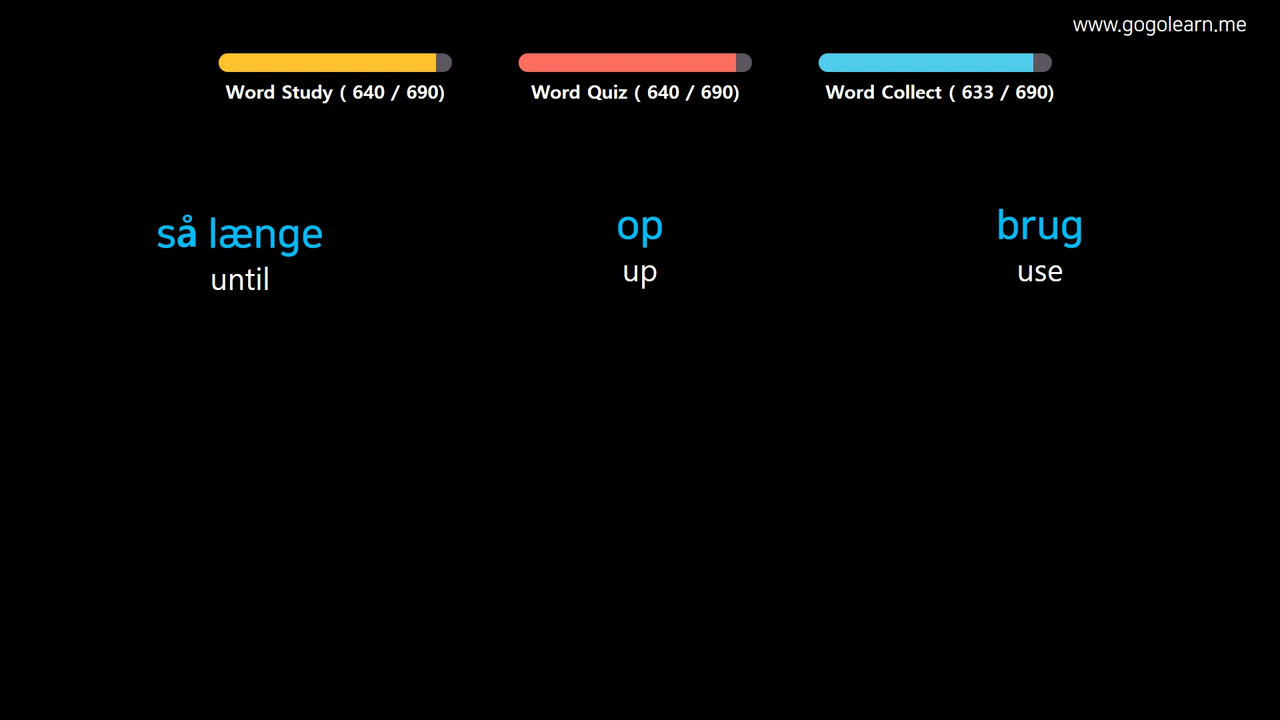 www.gogolearn.me
Word Study ( 640 / 690)
Word Quiz ( 640 / 690)
Word Collect ( 633 / 690)
så længe
until
op
up
brug
use